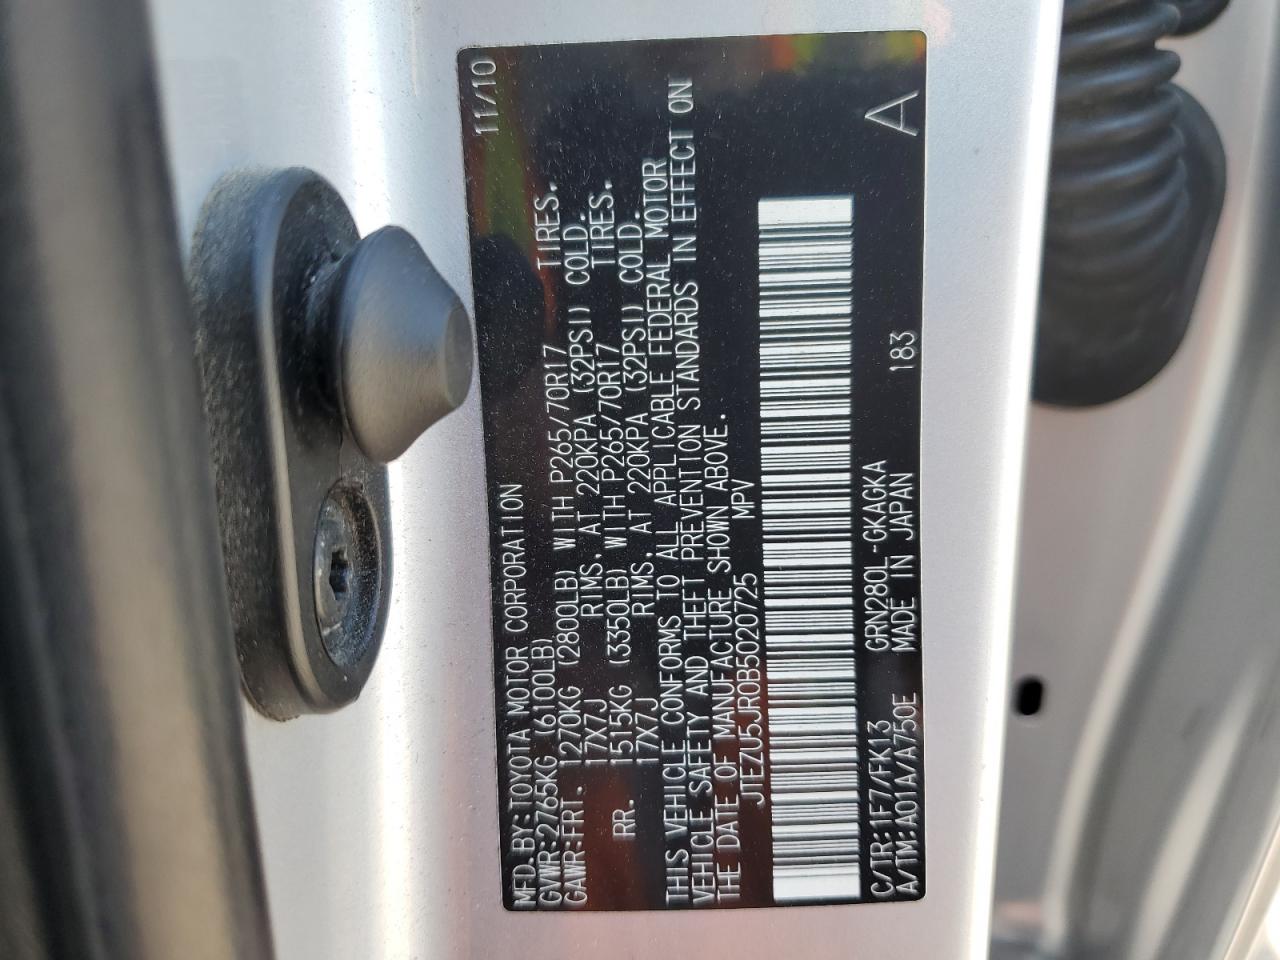 MFD.BY:TOYOTA MOTOR CORPORATION 11/10
GVWR:2765KG (6100LB)
GAWR:FRT. 1270KG (2800LB) WITH P265/70R17 TIRES.
17X7J RIMS. AT 220KPA (32PSI) COLD.
RR. 1515KG (3350LB) WITH P265/70R17 TIRES.
17X7J RIMS. AT 220KPA (32PSI) COLD.
THIS VEHICLE CONFORMS TO ALL APPLICABLE FEDERAL MOTOR
VEHICLE SAFETY AND THEFT PREVENTION STANDARDS IN EFFECT ON
THE DATE OF MANUFACTURE SHOWN ABOVE.
JTEZU5JR0B5020725 MPV
C/TR:1F7/FK13 GRN280L-GKAGKA 183 A
A/TM:A01A/A750E MADE IN JAPAN